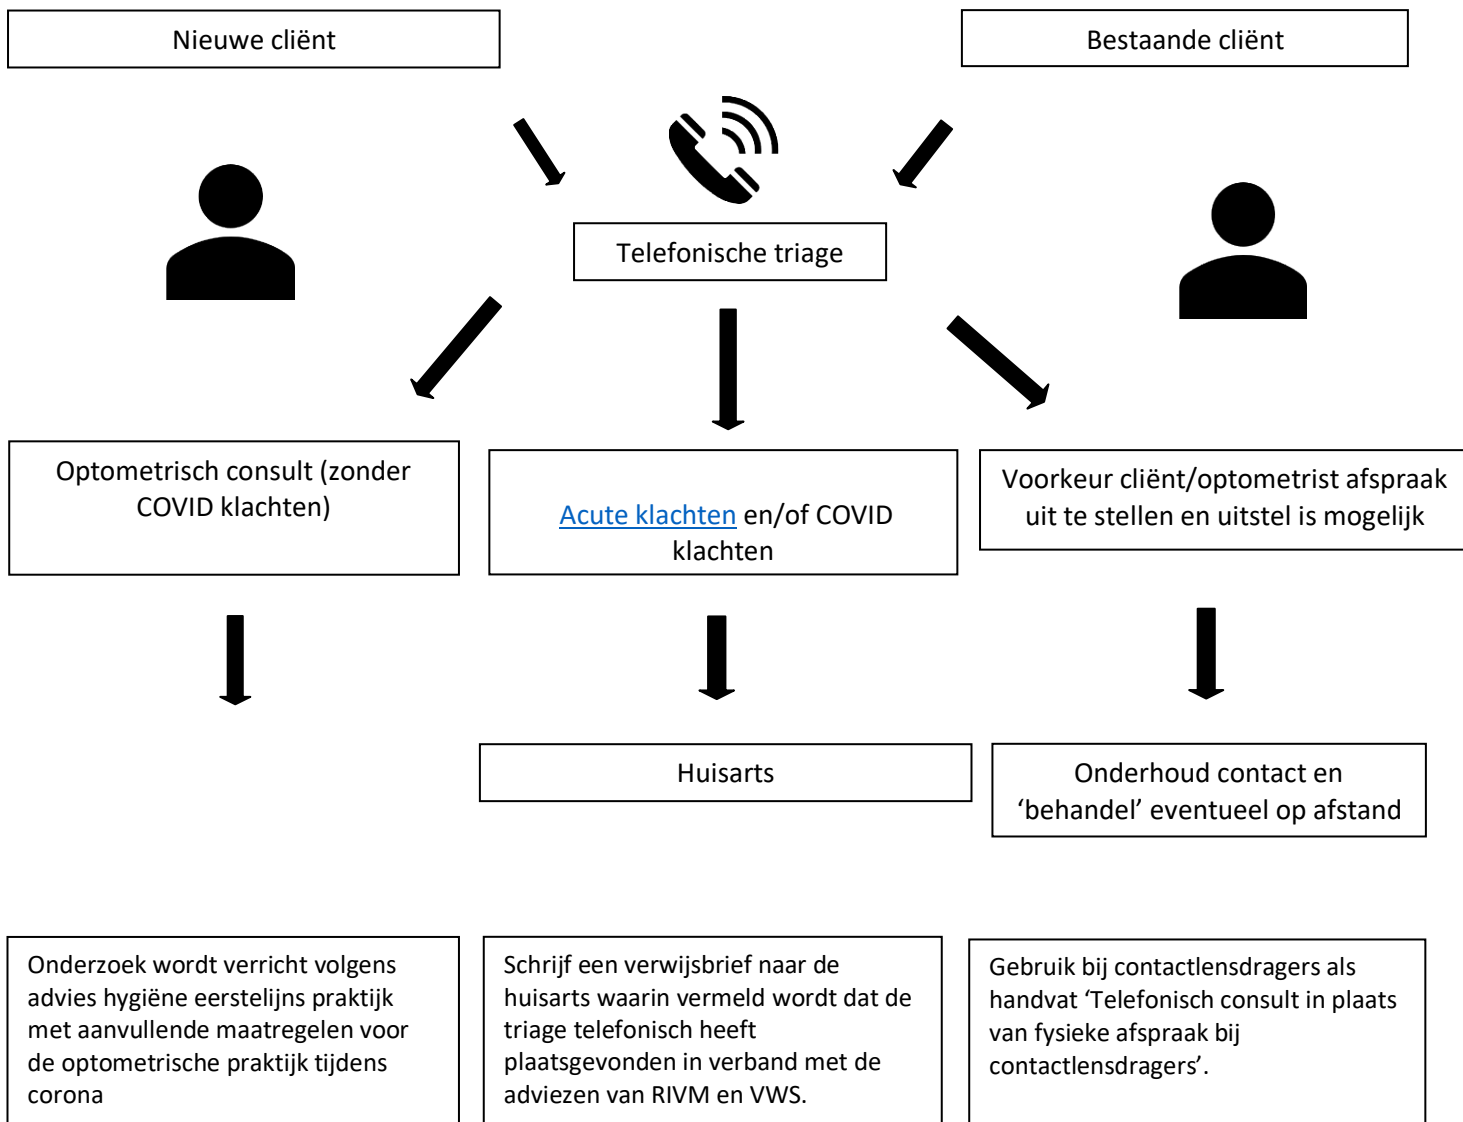 Nieuwe cliënt
Bestaande cliënt
Telefonische triage
Optometrisch consult (zonder
COVID klachten)
Acute klachten en/of COVID
klachten
Voorkeur cliënt/optometrist afspraak
uit te stellen en uitstel is mogelijk
Huisarts
Onderhoud contact en
‘behandel’ eventueel op afstand
Onderzoek wordt verricht volgens
advies hygiëne eerstelijns praktijk
met aanvullende maatregelen voor
de optometrische praktijk tijdens
corona
Schrijf een verwijsbrief naar de
huisarts waarin vermeld wordt dat de
triage telefonisch heeft
plaatsgevonden in verband met de
adviezen van RIVM en VWS.
Gebruik bij contactlensdragers als
handvat ‘Telefonisch consult in plaats
van fysieke afspraak bij
contactlensdragers’.